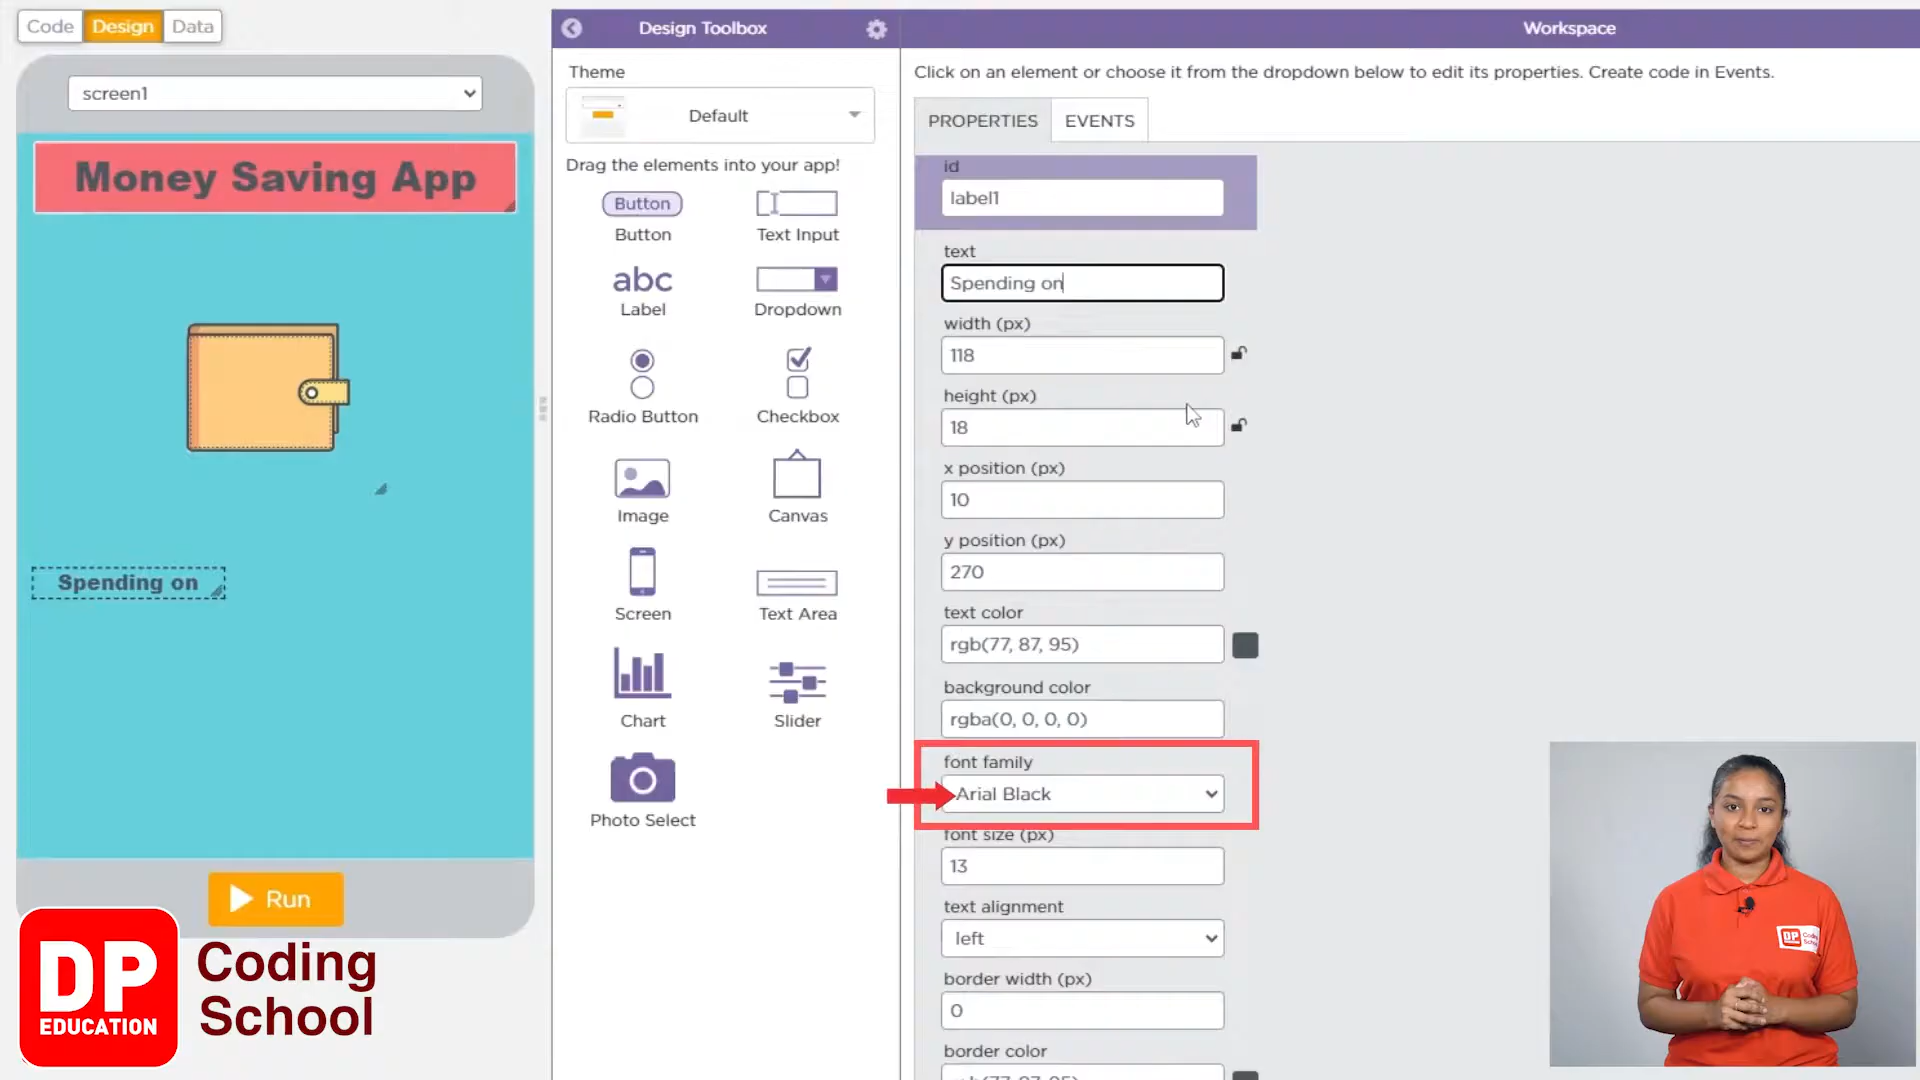 Code Design Data
screen1
Money Saving App
Spending on
Run
DP
EDUCATION
Coding
School
Design Toolbox
Theme
Default
Drag the elements into your app!
Button
Button
Text Input
abc
Label
Dropdown
Radio Button
Checkbox
Image
Canvas
Screen
Text Area
Chart
Slider
Photo Select
Workspace
Click on an element or choose it from the dropdown below to edit its properties. Create code in Events.
PROPERTIES EVENTS
id
label1
text
Spending on
width (px)
118
height (px)
18
x position (px)
10
y position (px)
270
text color
rgb(77, 87, 95)
background color
rgba(0, 0, 0, 0)
font family
Arial Black
font size (px)
13
text alignment
left
border width (px)
0
border color
DP